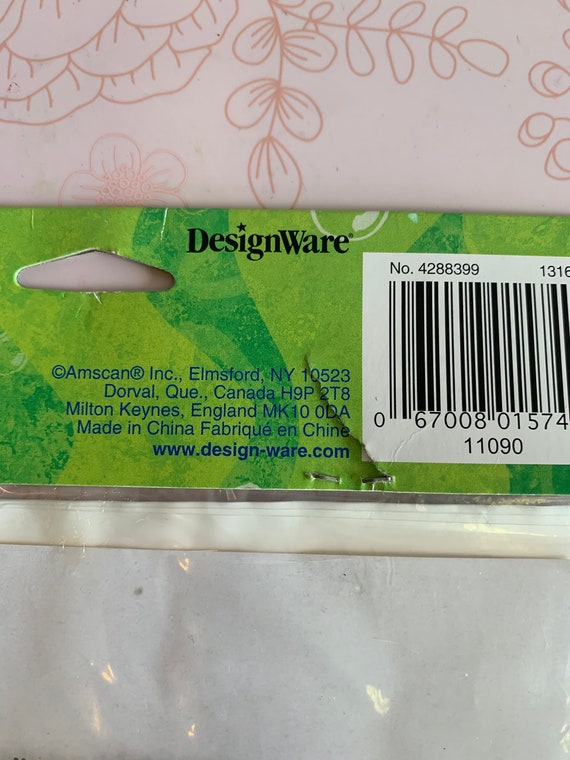 DesignWare®
No. 4288399 1316
©Amscan® Inc., Elmsford, NY 10523
Dorval, Que., Canada H9P 2T8
Milton Keynes, England MK10 0DA
Made in China Fabriqué en Chine
www.design-ware.com
0 67008 01574
11090